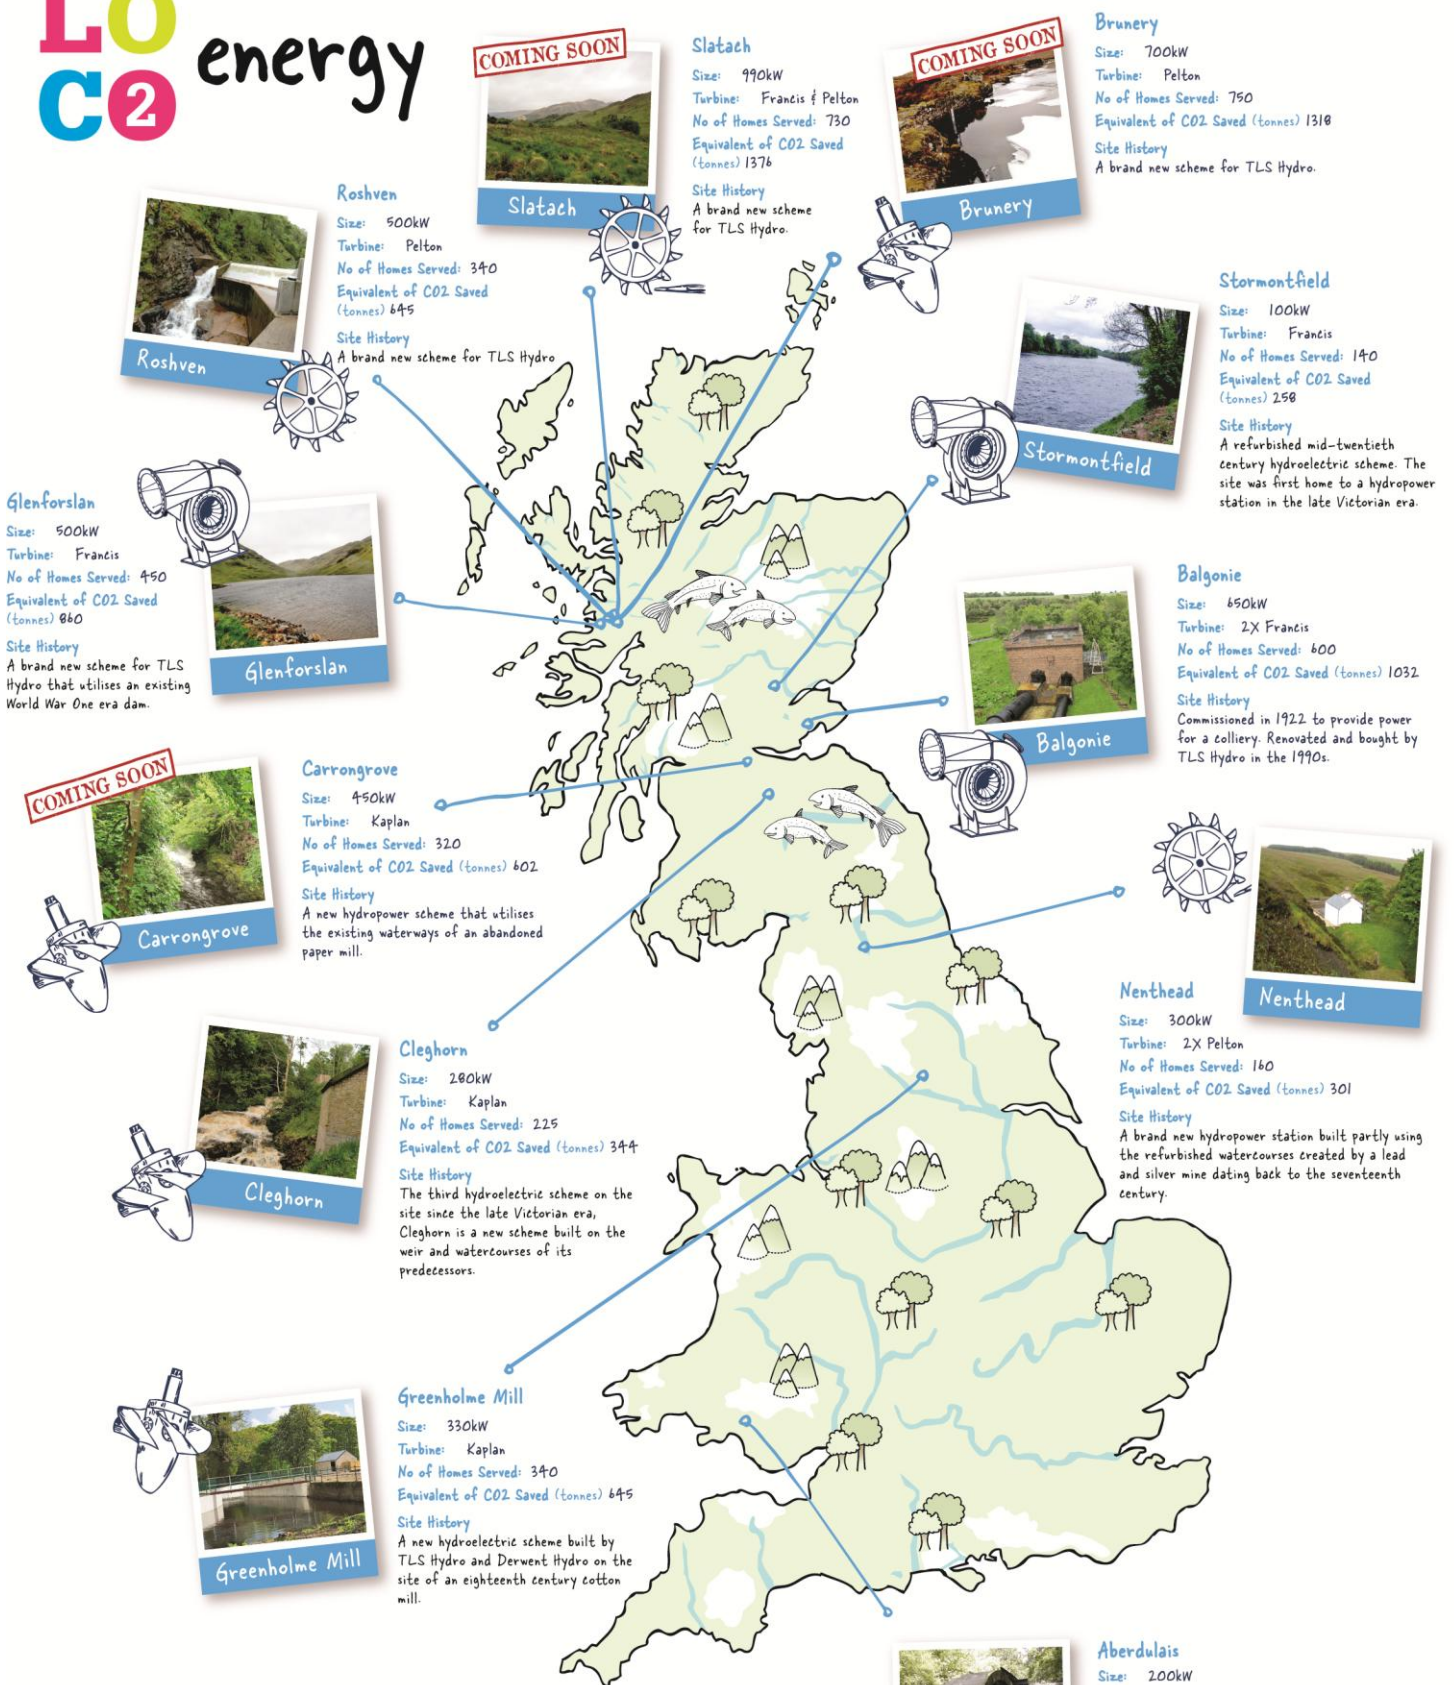 LO
C2
energy
COMING SOON
Slatach
Slatach
Size: 990kW
Turbine: Francis & Pelton
No of Homes Served: 730
Equivalent of CO2 Saved
(tonnes) 1376
Site History
A brand new scheme
for TLS Hydro.
COMING SOON
Brunery
Brunery
Size: 700kW
Turbine: Pelton
No of Homes Served: 750
Equivalent of CO2 Saved (tonnes) 1318
Site History
A brand new scheme for TLS Hydro.
Roshven
Roshven
Size: 500kW
Turbine: Pelton
No of Homes Served: 340
Equivalent of CO2 Saved
(tonnes) 645
Site History
A brand new scheme for TLS Hydro
Stormontfield
Stormontfield
Size: 100kW
Turbine: Francis
No of Homes Served: 140
Equivalent of CO2 Saved
(tonnes) 258
Site History
A refurbished mid-twentieth
century hydroelectric scheme. The
site was first home to a hydropower
station in the late Victorian era.
Glenforslan
Size: 500kW
Turbine: Francis
No of Homes Served: 450
Equivalent of CO2 Saved
(tonnes) 860
Site History
A brand new scheme for TLS
Hydro that utilises an existing
World War One era dam.
Glenforslan
Balgonie
Balgonie
Size: 650kW
Turbine: 2X Francis
No of Homes Served: 600
Equivalent of CO2 Saved (tonnes) 1032
Site History
Commissioned in 1922 to provide power
for a colliery. Renovated and bought by
TLS Hydro in the 1990s.
COMING SOON
Carrongrove
Carrongrove
Size: 450kW
Turbine: Kaplan
No of Homes Served: 320
Equivalent of CO2 Saved (tonnes) 602
Site History
A new hydropower scheme that utilises
the existing waterways of an abandoned
paper mill.
Nenthead
Nenthead
Size: 300kW
Turbine: 2X Pelton
No of Homes Served: 160
Equivalent of CO2 Saved (tonnes) 301
Site History
A brand new hydropower station built partly using
the refurbished watercourses created by a lead
and silver mine dating back to the seventeenth
century.
Cleghorn
Cleghorn
Size: 280kW
Turbine: Kaplan
No of Homes Served: 225
Equivalent of CO2 Saved (tonnes) 344
Site History
The third hydroelectric scheme on the
site since the late Victorian era,
Cleghorn is a new scheme built on the
weir and watercourses of its
predecessors.
Greenholme Mill
Greenholme Mill
Size: 330kW
Turbine: Kaplan
No of Homes Served: 340
Equivalent of CO2 Saved (tonnes) 645
Site History
A new hydroelectric scheme built by
TLS Hydro and Derwent Hydro on the
site of an eighteenth century cotton
mill.
Aberdulais
Size: 200kW